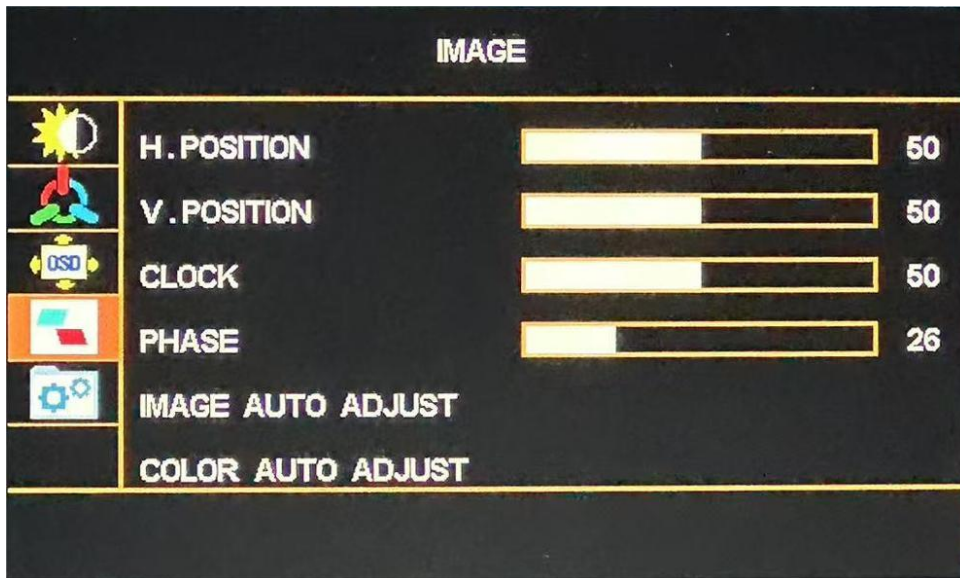 IMAGE
H.POSITION 50
V.POSITION 50
OSD
CLOCK 50
PHASE 26
IMAGE AUTO ADJUST
COLOR AUTO ADJUST